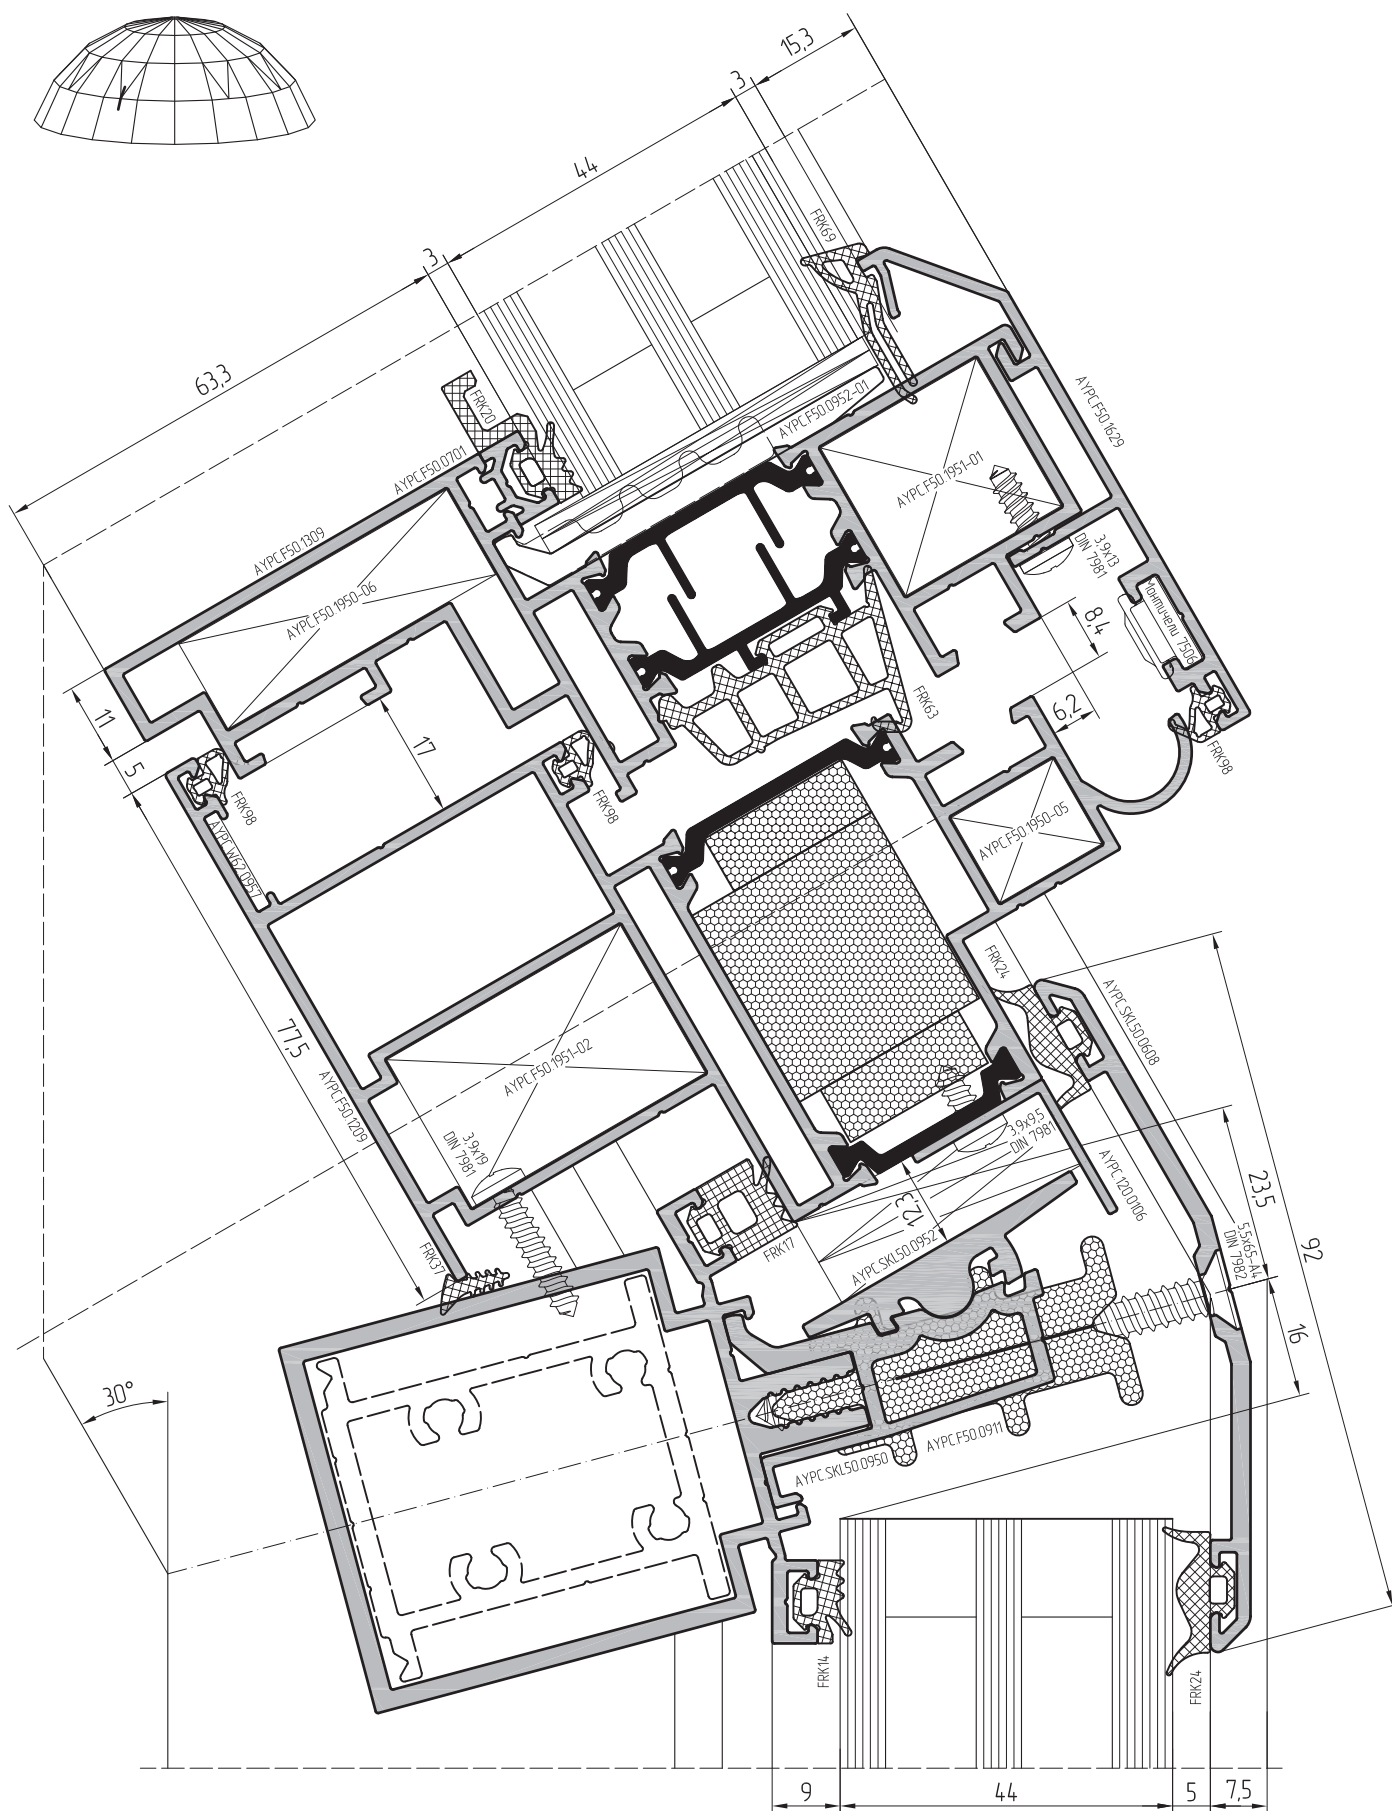 15,3
3
44
3
63,3
FRK69
FRK20
AYPC.F50.0952-01
AYPC.F50.0701
AYPC.F50.1629
AYPC.F50.1951-01
AYPC.F50.1309
3,9x13
DIN 7981
AYPC.F50.1950-06
8,4
Монтичели 7506
11
5
17
FRK63
6,2
FRK98
FRK98
FRK98
AYPC.W62.0957
AYPC.F50.1950-05
FRK24
AYPC.SKL50.0608
77,5
AYPC.F50.1951-02
AYPC.F50.1209
3,9x19
DIN 7981
3,9x9,5
DIN 7981
AYPC.120.0106
23,5
92
12,3
FRK17
FRK37
AYPC.SKL50.0952
5,5x65-A4
DIN 7982
16
30°
AYPC.F50.0911
AYPC.SKL50.0950
FRK14
FRK24
9
44
5
7,5